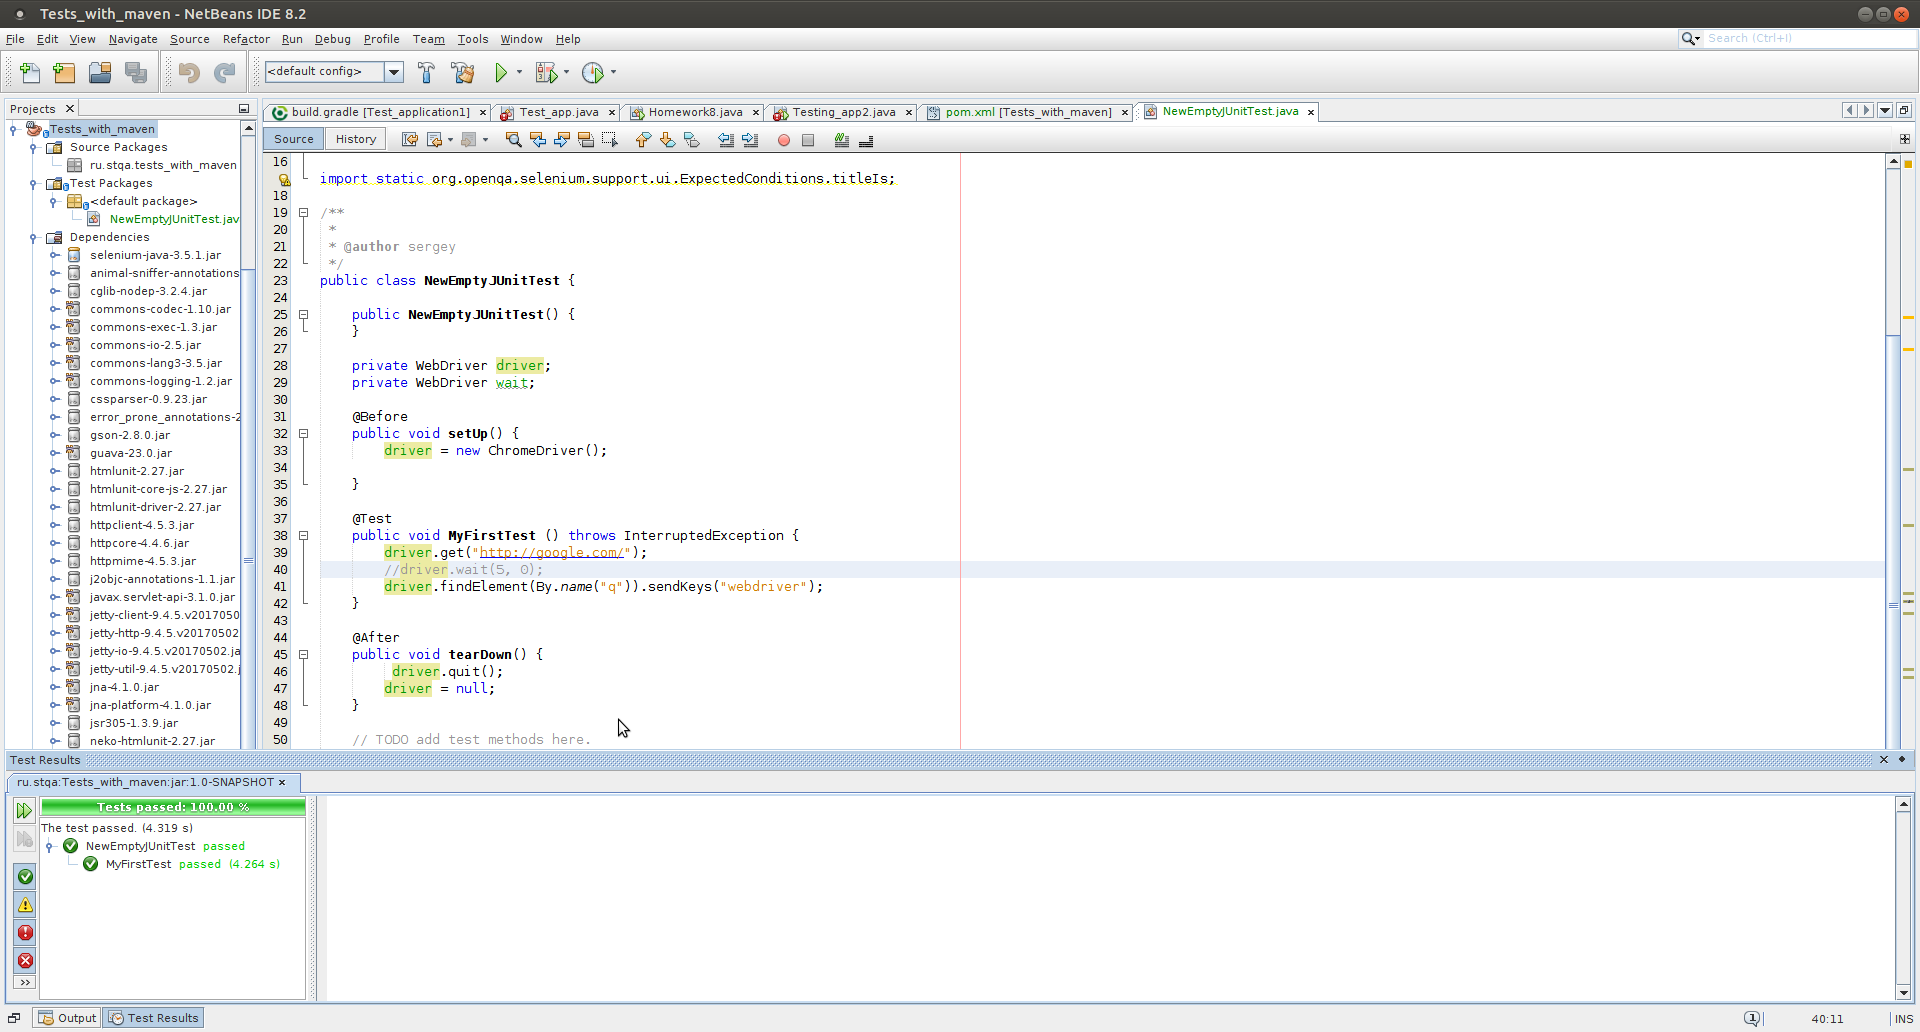 Tests_with_maven - NetBeans IDE 8.2
File Edit View Navigate Source Refactor Run Debug Profile Team Tools Window Help
Search (Ctrl+I)
<default config>
Projects
build.gradle [Test_application1]
Test_app.java
Homework8.java
Testing_app2.java
pom.xml [Tests_with_maven]
NewEmptyJUnitTest.java
Source History
Tests_with_maven
Source Packages
ru.stqa.tests_with_maven
Test Packages
<default package>
NewEmptyJUnitTest.jav
Dependencies
selenium-java-3.5.1.jar
animal-sniffer-annotations
cglib-nodep-3.2.4.jar
commons-codec-1.10.jar
commons-exec-1.3.jar
commons-io-2.5.jar
commons-lang3-3.5.jar
commons-logging-1.2.jar
cssparser-0.9.23.jar
error_prone_annotations-2
gson-2.8.0.jar
guava-23.0.jar
htmlunit-2.27.jar
htmlunit-core-js-2.27.jar
htmlunit-driver-2.27.jar
httpclient-4.5.3.jar
httpcore-4.4.6.jar
httpmime-4.5.3.jar
j2objc-annotations-1.1.jar
javax.servlet-api-3.1.0.jar
jetty-client-9.4.5.v2017050
jetty-http-9.4.5.v20170502
jetty-io-9.4.5.v20170502.ja
jetty-util-9.4.5.v20170502.j
jna-4.1.0.jar
jna-platform-4.1.0.jar
jsr305-1.3.9.jar
neko-htmlunit-2.27.jar
16
import static org.openqa.selenium.support.ui.ExpectedConditions.titleIs;
18
19 /**
20 *
21 * @author sergey
22 */
23 public class NewEmptyJUnitTest {
24
25 public NewEmptyJUnitTest() {
26 }
27
28 private WebDriver driver;
29 private WebDriver wait;
30
31 @Before
32 public void setUp() {
33 driver = new ChromeDriver();
34
35 }
36
37 @Test
38 public void MyFirstTest () throws InterruptedException {
39 driver.get("http://google.com/");
40 //driver.wait(5, 0);
41 driver.findElement(By.name("q")).sendKeys("webdriver");
42 }
43
44 @After
45 public void tearDown() {
46 driver.quit();
47 driver = null;
48 }
49
50 // TODO add test methods here.
Test Results
ru.stqa:Tests_with_maven:jar:1.0-SNAPSHOT
Tests passed: 100.00 %
The test passed. (4.319 s)
NewEmptyJUnitTest passed
MyFirstTest passed (4.264 s)
Output Test Results
1
40:11 INS